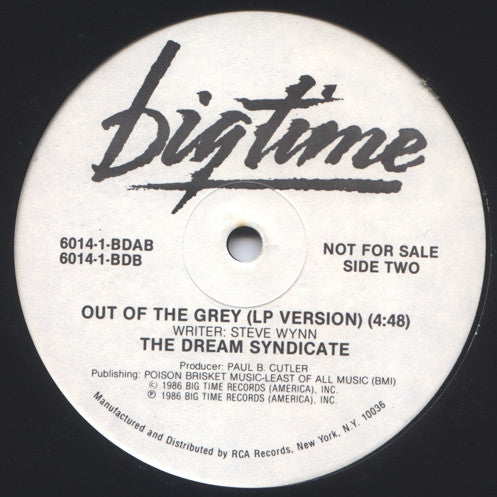 bigtime
6014-1-BDAB
6014-1-BDB
NOT FOR SALE
SIDE TWO
OUT OF THE GREY (LP VERSION) (4:48)
WRITER: STEVE WYNN
THE DREAM SYNDICATE
Producer: PAUL B. CUTLER
Publishing: POISON BRISKET MUSIC-LEAST OF ALL MUSIC (BMI)
© 1986 BIG TIME RECORDS (AMERICA), INC.
℗ 1986 BIG TIME RECORDS (AMERICA), INC.
Manufactured and Distributed by RCA Records, New York, N.Y. 10036